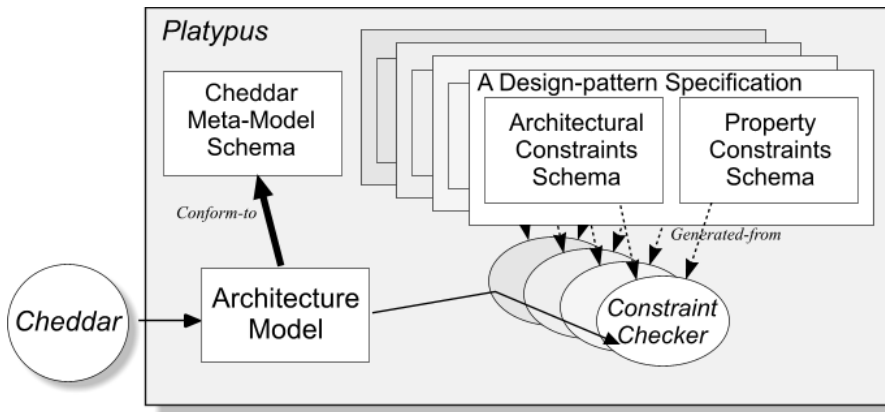 Platypus
A Design-pattern Specification
Cheddar
Meta-Model
Schema
Architectural
Constraints
Schema
Property
Constraints
Schema
Conform-to
Generated-from
Cheddar
Architecture
Model
Constraint
Checker